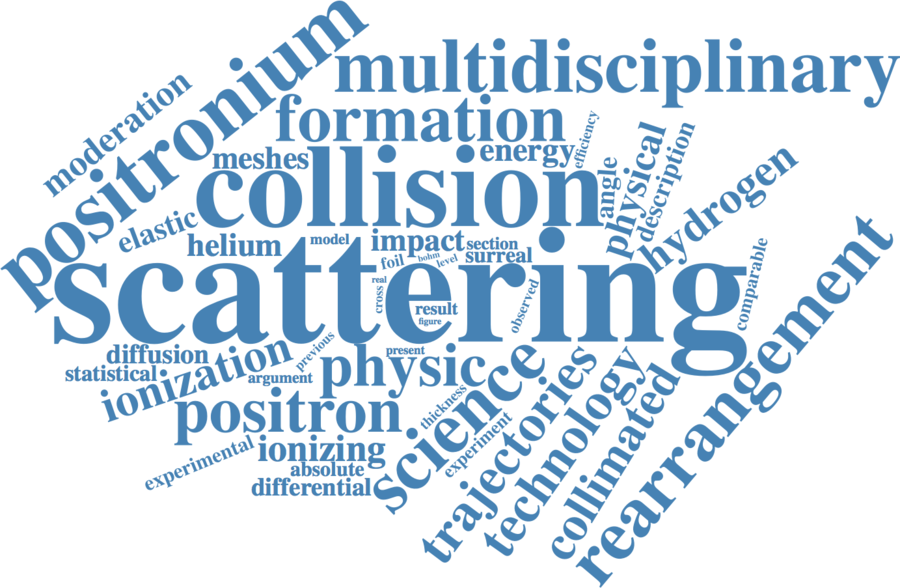 positronium
multidisciplinary
moderation
formation
efficiency
meshes
energy
physical
description
collision
angle
hydrogen
elastic
helium
model
impact
section
foil
bohm
level
surreal
scattering
real
cross
result
figure
observed
comparable
rearrangement
diffusion
statistical
ionization
previous
argument
present
physic
positron
science
thickness
trajectories
technology
collimated
experimental
ionizing
experiment
absolute
differential